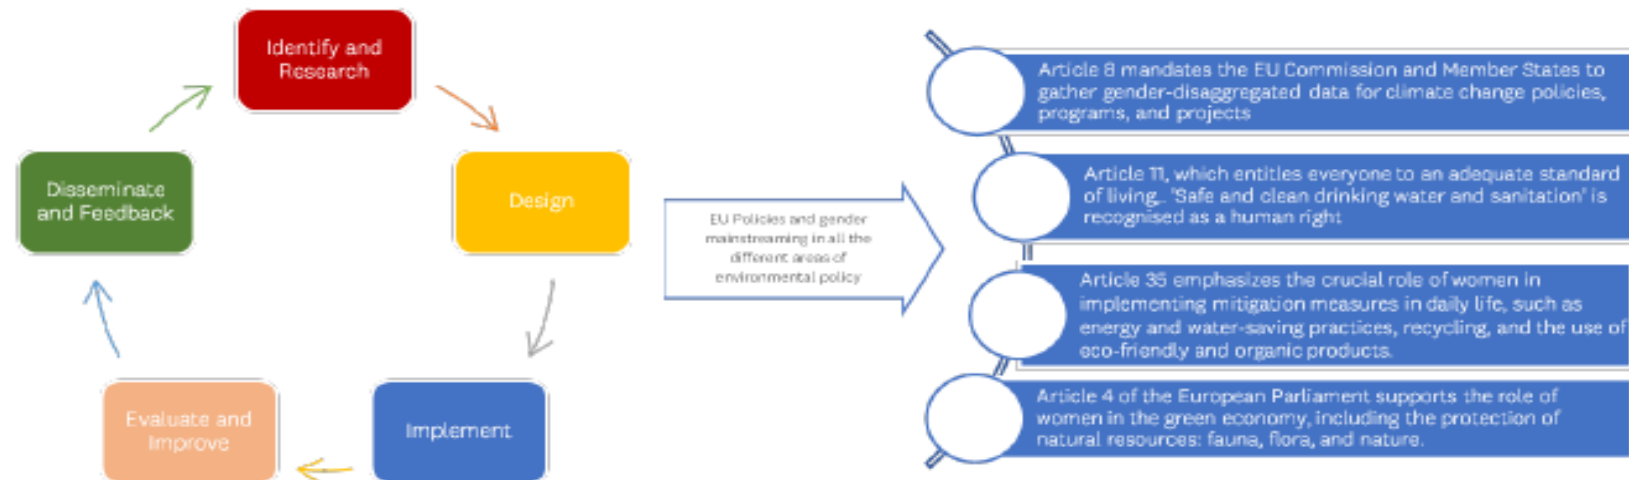 Identify and
Research
Design
Implement
Evaluate and
Improve
Disseminate
and Feedback
EU Policies and gender
mainstreaming in all the
different areas of
environmental policy
Article 8 mandates the EU Commission and Member States to
gather gender-disaggregated data for climate change policies,
programs, and projects
Article 11, which entitles everyone to an adequate standard
of living,. "Safe and clean drinking water and sanitation" is
recognised as a human right
Article 35 emphasizes the crucial role of women in
implementing mitigation measures in daily life, such as
energy and water-saving practices, recycling, and the use of
eco-friendly and organic products.
Article 4 of the European Parliament supports the role of
women in the green economy, including the protection of
natural resources: fauna, flora, and nature.